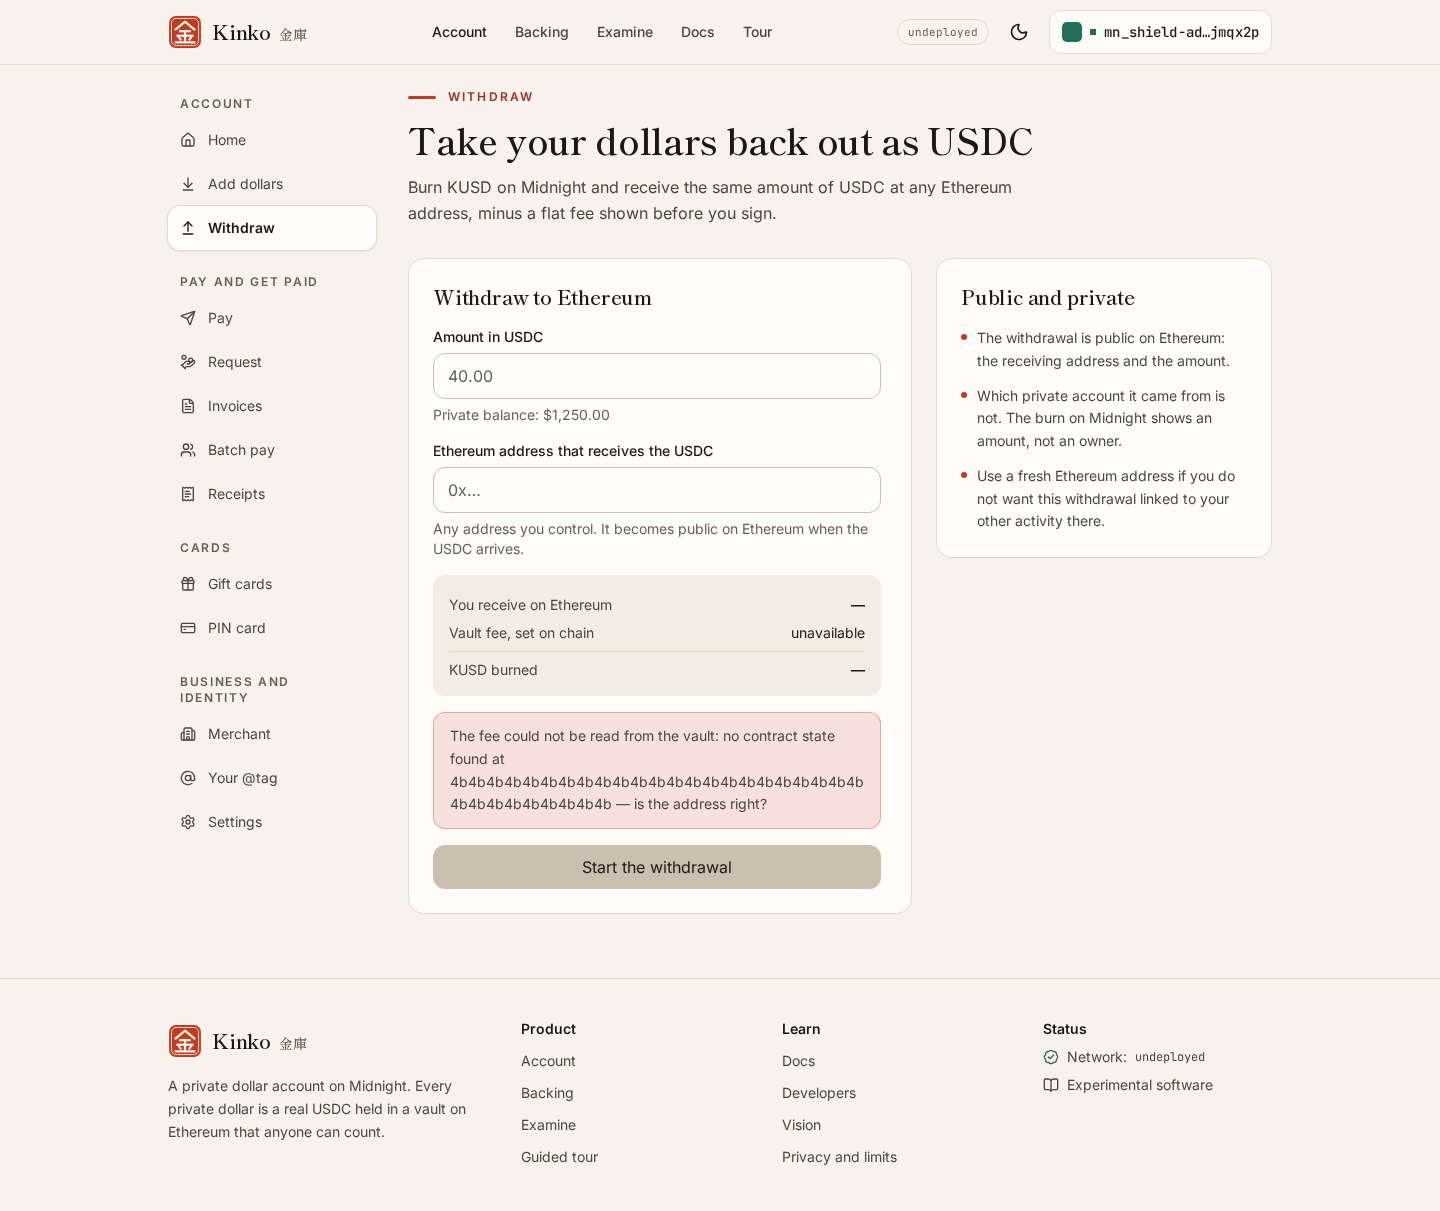 Kinko 金庫
Account
Backing
Examine
Docs
Tour
undeployed
mn_shield-ad…jmqx2p
ACCOUNT
Home
Add dollars
Withdraw
PAY AND GET PAID
Pay
Request
Invoices
Batch pay
Receipts
CARDS
Gift cards
PIN card
BUSINESS AND
IDENTITY
Merchant
Your @tag
Settings
WITHDRAW
Take your dollars back out as USDC
Burn KUSD on Midnight and receive the same amount of USDC at any Ethereum
address, minus a flat fee shown before you sign.
Withdraw to Ethereum
Amount in USDC
40.00
Private balance: $1,250.00
Ethereum address that receives the USDC
0x…
Any address you control. It becomes public on Ethereum when the
USDC arrives.
You receive on Ethereum —
Vault fee, set on chain unavailable
KUSD burned —
The fee could not be read from the vault: no contract state
found at
4b4b4b4b4b4b4b4b4b4b4b4b4b4b4b4b4b4b4b4b4b4b4b
4b4b4b4b4b4b4b4b4b — is the address right?
Start the withdrawal
Public and private
The withdrawal is public on Ethereum:
the receiving address and the amount.
Which private account it came from is
not. The burn on Midnight shows an
amount, not an owner.
Use a fresh Ethereum address if you do
not want this withdrawal linked to your
other activity there.
Kinko 金庫
A private dollar account on Midnight. Every
private dollar is a real USDC held in a vault on
Ethereum that anyone can count.
Product
Account
Backing
Examine
Guided tour
Learn
Docs
Developers
Vision
Privacy and limits
Status
Network: undeployed
Experimental software